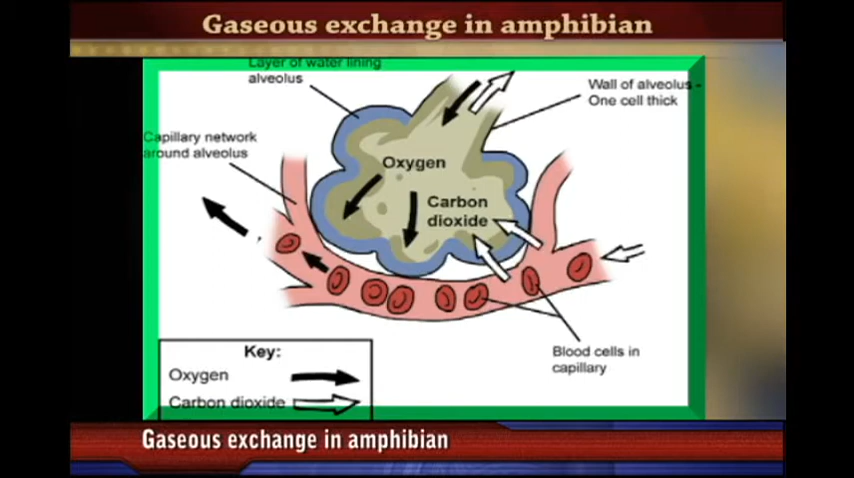 Gaseous exchange in amphibian
Layer of water lining
alveolus
Wall of alveolus -
One cell thick
Capillary network
around alveolus
Oxygen
Carbon
dioxide
Blood cells in
capillary
Key:
Oxygen
Carbon dioxide
Gaseous exchange in amphibian